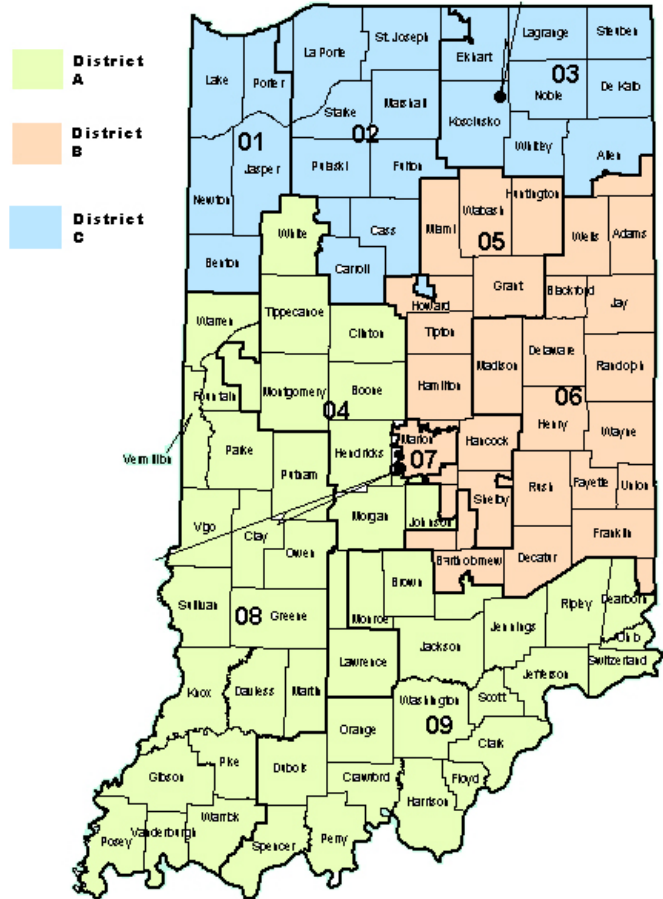 District
A
District
B
District
C
Lake
Porter
La Porte
St. Joseph
Ekhart
Lagrange
Steuben
03
Noble
De Kalb
Starke
Marshall
02
Kosciusko
01
Jasper
Pulaski
Fulton
Whitley
Allen
Newton
Benton
White
Cass
Carroll
Miami
Wabash
Huntington
05
Wells
Adams
Grant
Blackford
Jay
Howard
Warren
Tippecanoe
Clinton
Tipton
Madison
Delaware
Randolph
Fountain
Montgomery
Boone
Hamilton
04
06
Henry
Wayne
Vermillion
Parke
Putnam
Hendricks
Marion
07
Hancock
Rush
Fayette
Union
Shelby
Vigo
Clay
Owen
Morgan
Johnson
Franklin
Decatur
Bartholomew
Sullivan
08
Greene
Monroe
Brown
Jennings
Ripley
Dearborn
Ohio
Switzerland
Jackson
Lawrence
Jefferson
Scott
Knox
Daviess
Martin
Washington
09
Orange
Clark
Floyd
Harrison
Crawford
Dubois
Pike
Gibson
Warrick
Vanderburgh
Posey
Spencer
Perry